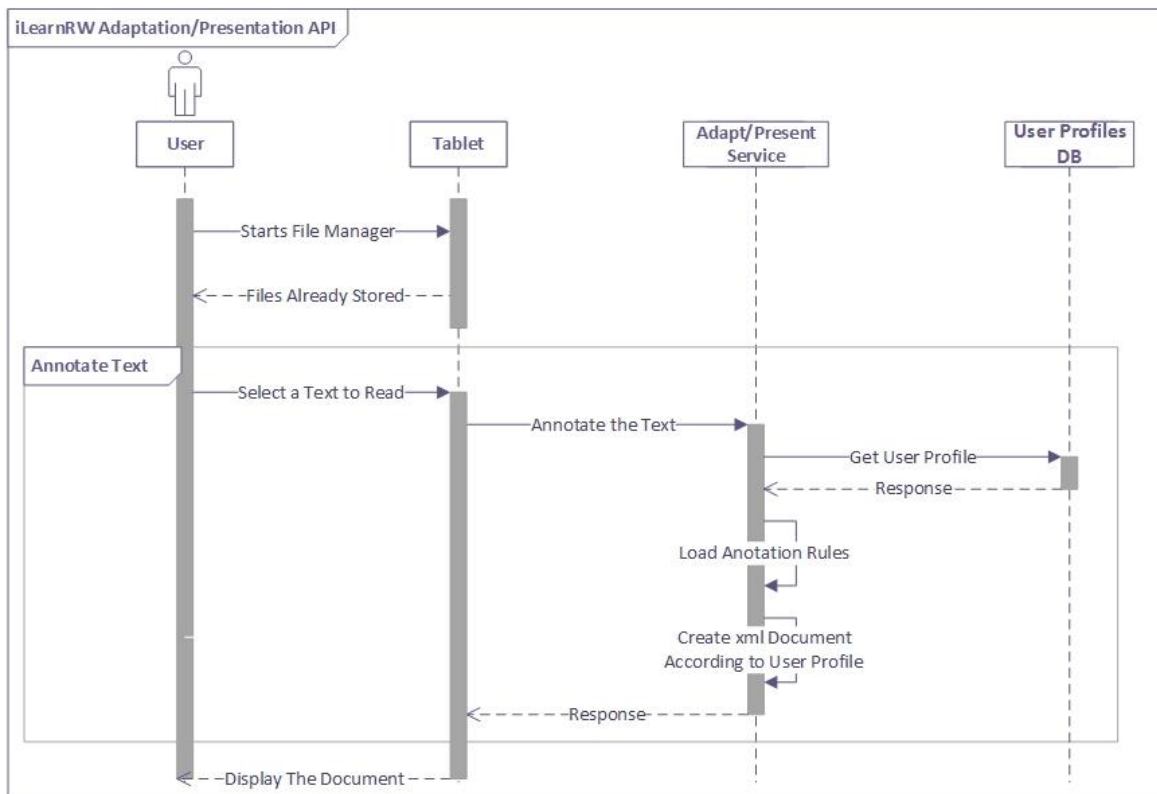 iLearnRW Adaptation/Presentation API
User
Tablet
Adapt/Present
Service
User Profiles
DB
Starts File Manager
Files Already Stored
Annotate Text
Select a Text to Read
Annotate the Text
Get User Profile
Response
Load Anotation Rules
Create xml Document
According to User Profile
Response
Display The Document